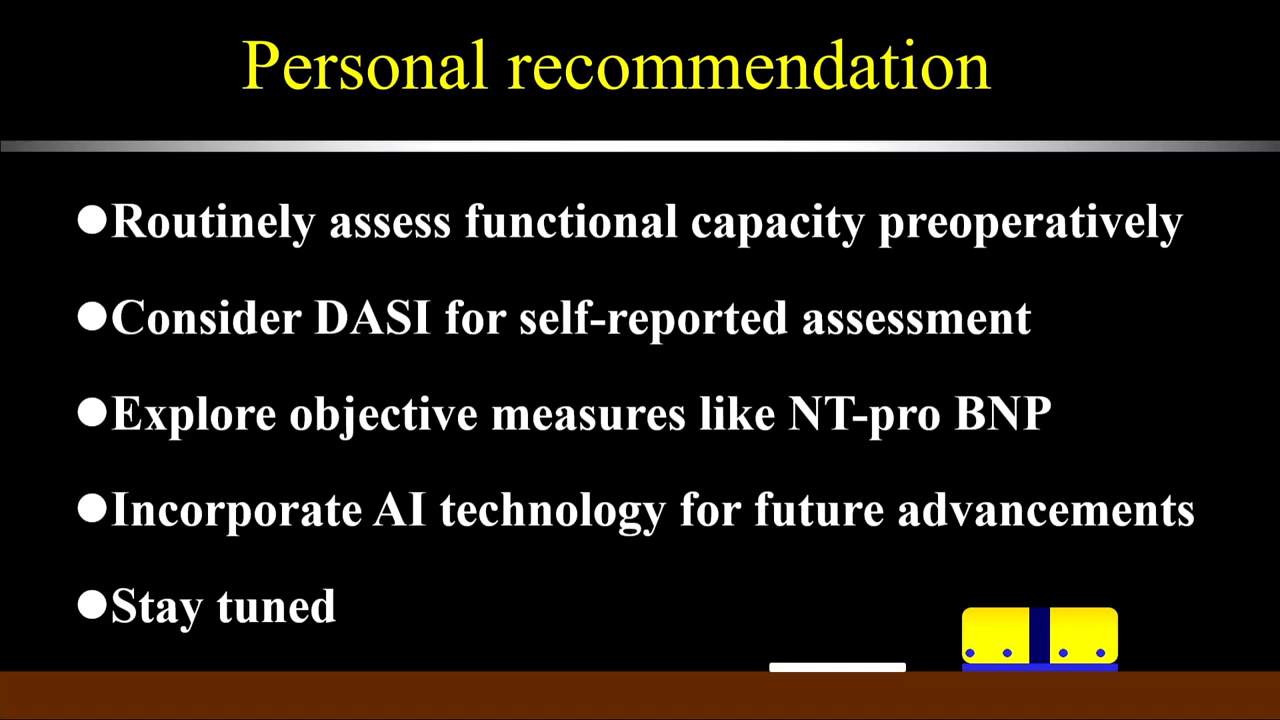 Personal recommendation
●Routinely assess functional capacity preoperatively
●Consider DASI for self-reported assessment
●Explore objective measures like NT-pro BNP
●Incorporate AI technology for future advancements
●Stay tuned